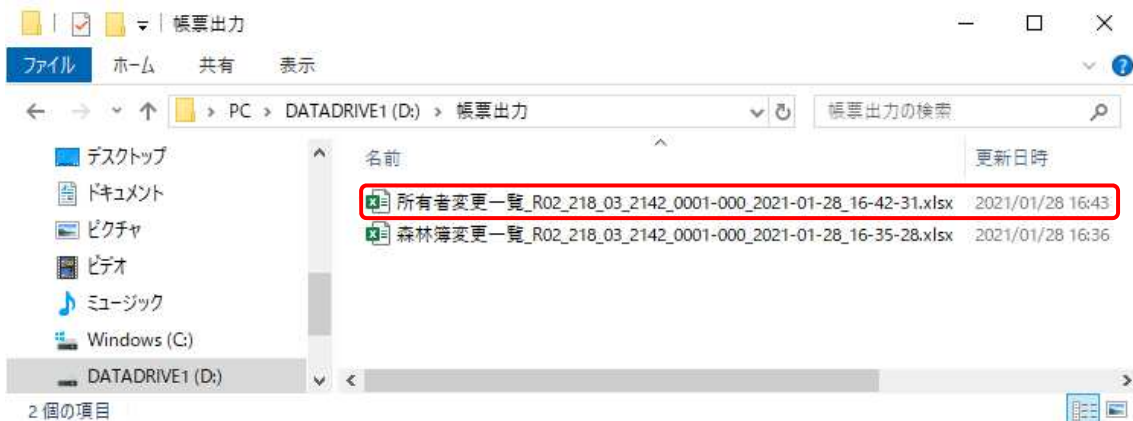 帳票出力
ファイル ホーム 共有 表示
PC > DATADRIVE1 (D:) > 帳票出力
帳票出力の検索
デスクトップ
ドキュメント
ピクチャ
ビデオ
ミュージック
Windows (C:)
DATADRIVE1 (D:)
名前 更新日時
所有者変更一覧_R02_218_03_2142_0001-000_2021-01-28_16-42-31.xlsx 2021/01/28 16:43
森林簿変更一覧_R02_218_03_2142_0001-000_2021-01-28_16-35-28.xlsx 2021/01/28 16:36
2 個の項目